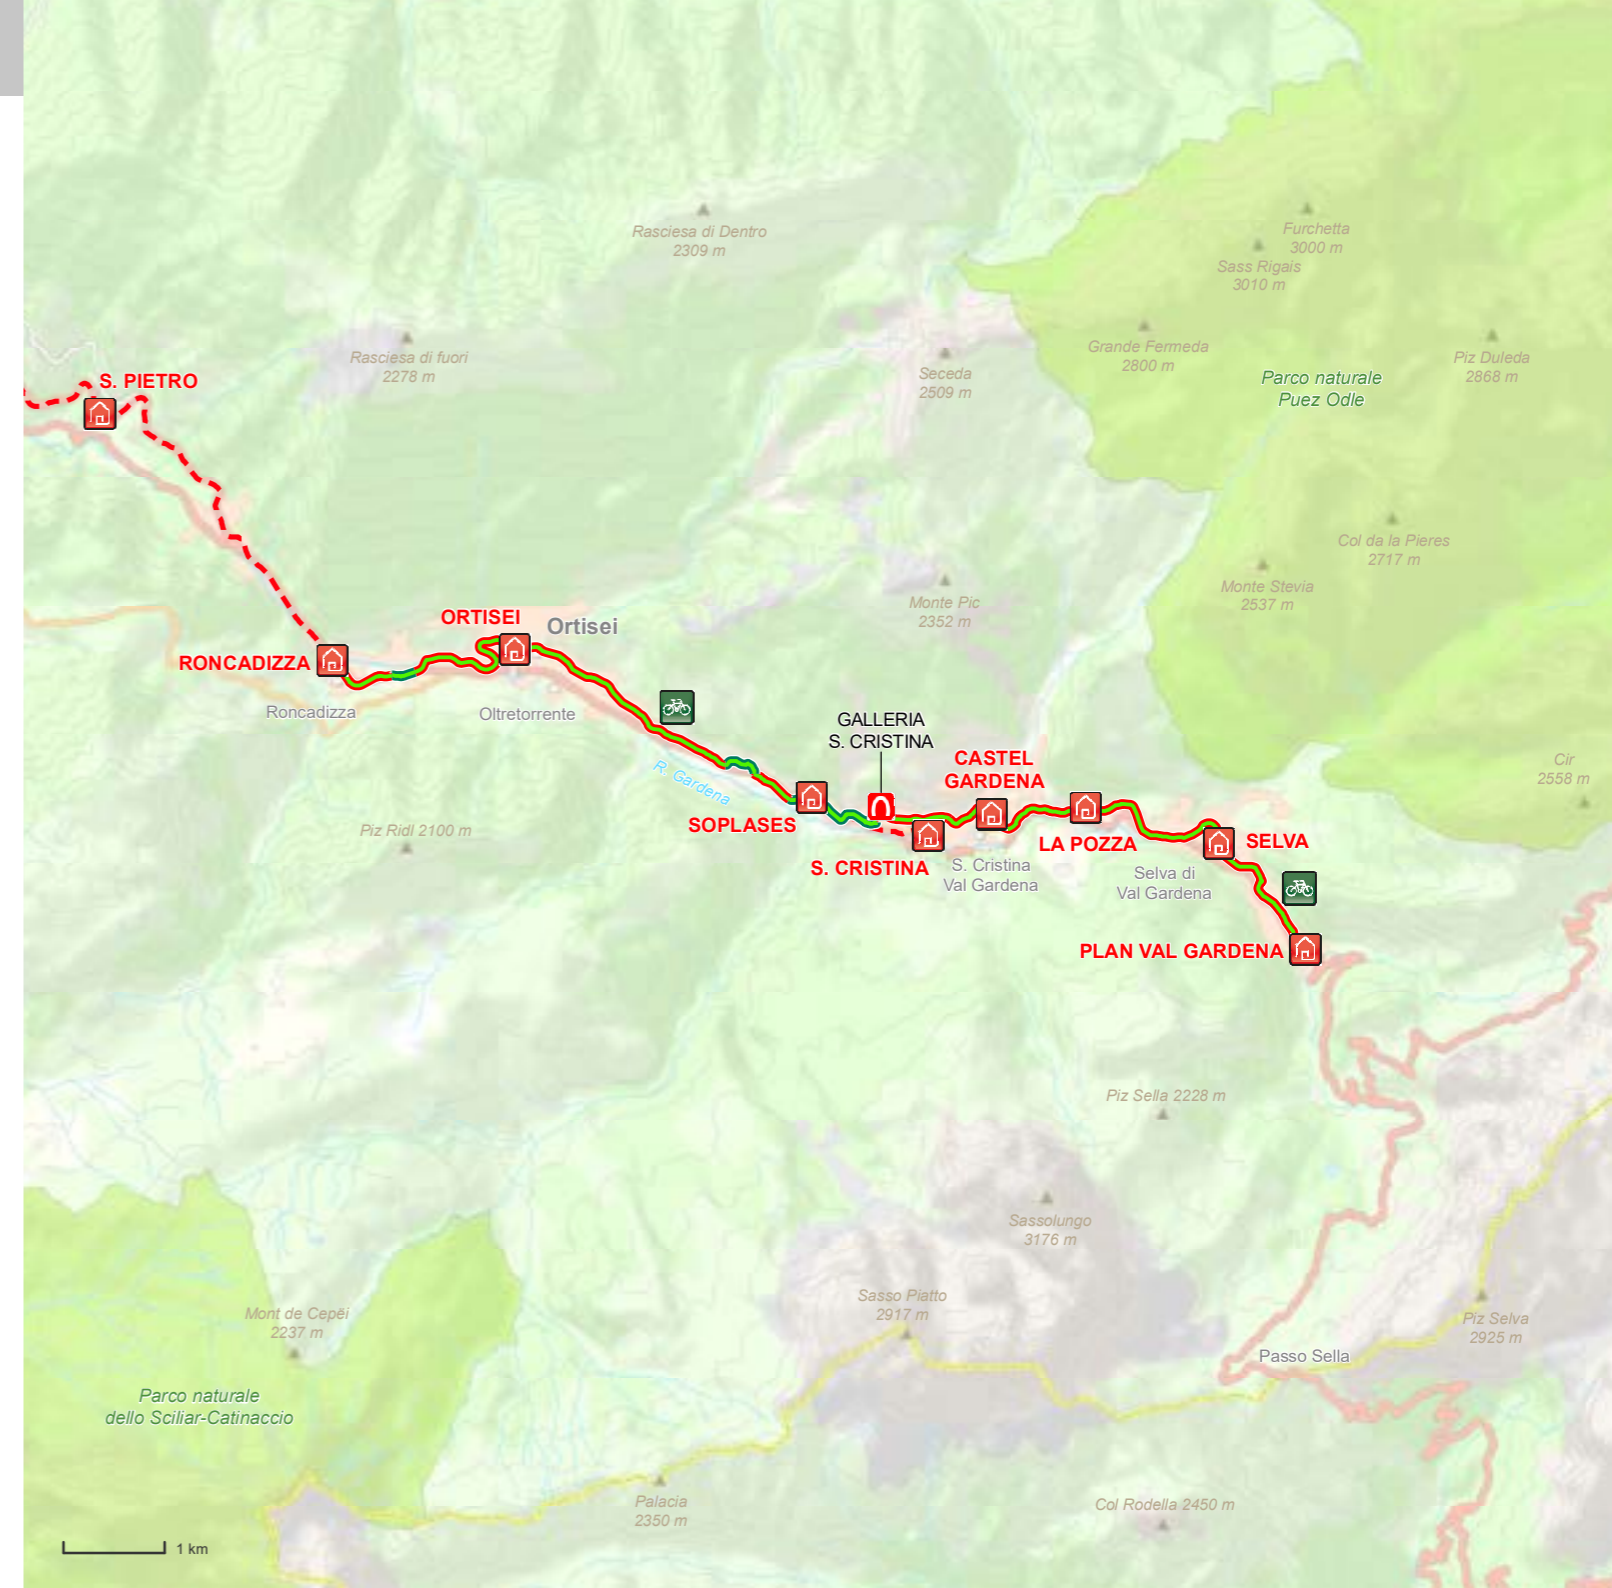 Rasciesa di Dentro
2309 m
Furchetta
3000 m
Sass Rigais
3010 m
Rasciesa di fuori
2278 m
Seceda
2509 m
Grande Fermeda
2800 m
Piz Duleda
2868 m
Parco naturale
Puez Odle
S. PIETRO
Col da la Pieres
2717 m
Monte Stevia
2537 m
Monte Pic
2352 m
ORTISEI
Ortisei
RONCADIZZA
Roncadizza
Oltretorrente
GALLERIA
S. CRISTINA
CASTEL
GARDENA
Cir
2558 m
R. Gardena
Piz Ridl 2100 m
SOPLASES
S. CRISTINA
S. Cristina
Val Gardena
LA POZZA
SELVA
Selva di
Val Gardena
PLAN VAL GARDENA
Piz Sella 2228 m
Sassolungo
3176 m
Sasso Piatto
2917 m
Mont de Cepëi
2237 m
Piz Selva
2925 m
Passo Sella
Parco naturale
dello Sciliar-Catinaccio
Palacia
2350 m
Col Rodella 2450 m
1 km